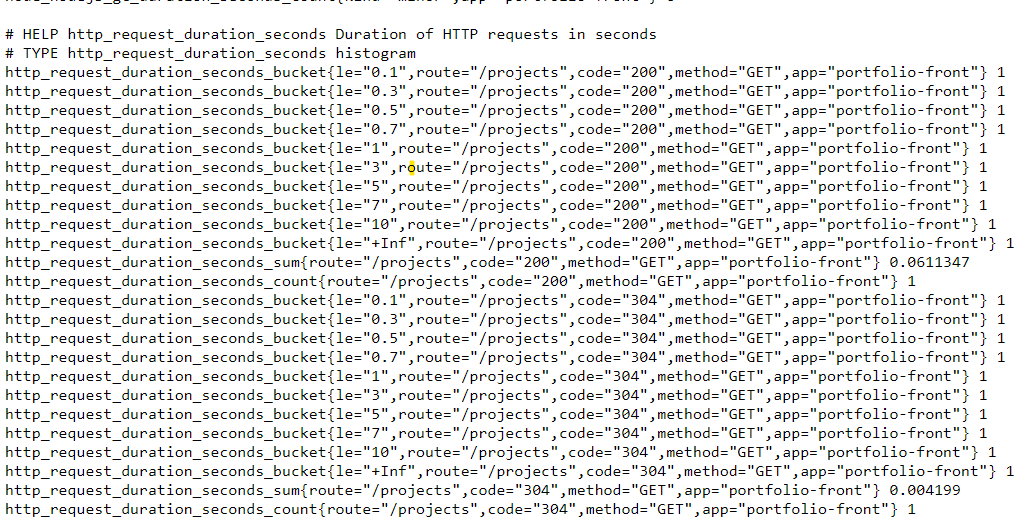 # HELP http_request_duration_seconds Duration of HTTP requests in seconds
# TYPE http_request_duration_seconds histogram
http_request_duration_seconds_bucket{le="0.1",route="/projects",code="200",method="GET",app="portfolio-front"} 1
http_request_duration_seconds_bucket{le="0.3",route="/projects",code="200",method="GET",app="portfolio-front"} 1
http_request_duration_seconds_bucket{le="0.5",route="/projects",code="200",method="GET",app="portfolio-front"} 1
http_request_duration_seconds_bucket{le="0.7",route="/projects",code="200",method="GET",app="portfolio-front"} 1
http_request_duration_seconds_bucket{le="1",route="/projects",code="200",method="GET",app="portfolio-front"} 1
http_request_duration_seconds_bucket{le="3",route="/projects",code="200",method="GET",app="portfolio-front"} 1
http_request_duration_seconds_bucket{le="5",route="/projects",code="200",method="GET",app="portfolio-front"} 1
http_request_duration_seconds_bucket{le="7",route="/projects",code="200",method="GET",app="portfolio-front"} 1
http_request_duration_seconds_bucket{le="10",route="/projects",code="200",method="GET",app="portfolio-front"} 1
http_request_duration_seconds_bucket{le="+Inf",route="/projects",code="200",method="GET",app="portfolio-front"} 1
http_request_duration_seconds_sum{route="/projects",code="200",method="GET",app="portfolio-front"} 0.0611347
http_request_duration_seconds_count{route="/projects",code="200",method="GET",app="portfolio-front"} 1
http_request_duration_seconds_bucket{le="0.1",route="/projects",code="304",method="GET",app="portfolio-front"} 1
http_request_duration_seconds_bucket{le="0.3",route="/projects",code="304",method="GET",app="portfolio-front"} 1
http_request_duration_seconds_bucket{le="0.5",route="/projects",code="304",method="GET",app="portfolio-front"} 1
http_request_duration_seconds_bucket{le="0.7",route="/projects",code="304",method="GET",app="portfolio-front"} 1
http_request_duration_seconds_bucket{le="1",route="/projects",code="304",method="GET",app="portfolio-front"} 1
http_request_duration_seconds_bucket{le="3",route="/projects",code="304",method="GET",app="portfolio-front"} 1
http_request_duration_seconds_bucket{le="5",route="/projects",code="304",method="GET",app="portfolio-front"} 1
http_request_duration_seconds_bucket{le="7",route="/projects",code="304",method="GET",app="portfolio-front"} 1
http_request_duration_seconds_bucket{le="10",route="/projects",code="304",method="GET",app="portfolio-front"} 1
http_request_duration_seconds_bucket{le="+Inf",route="/projects",code="304",method="GET",app="portfolio-front"} 1
http_request_duration_seconds_sum{route="/projects",code="304",method="GET",app="portfolio-front"} 0.004199
http_request_duration_seconds_count{route="/projects",code="304",method="GET",app="portfolio-front"} 1